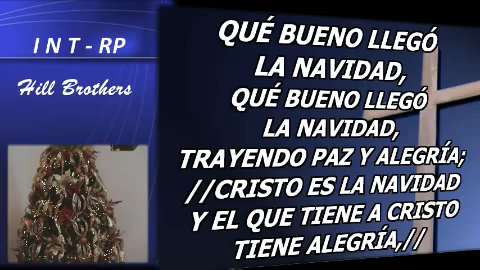 INT-RP
Hill Brothers
QUÉ BUENO LLEGÓ
LA NAVIDAD,
QUÉ BUENO LLEGÓ
LA NAVIDAD,
TRAYENDO PAZ Y ALEGRÍA;
//CRISTO ES LA NAVIDAD
Y EL QUE TIENE A CRISTO
TIENE ALEGRÍA,//